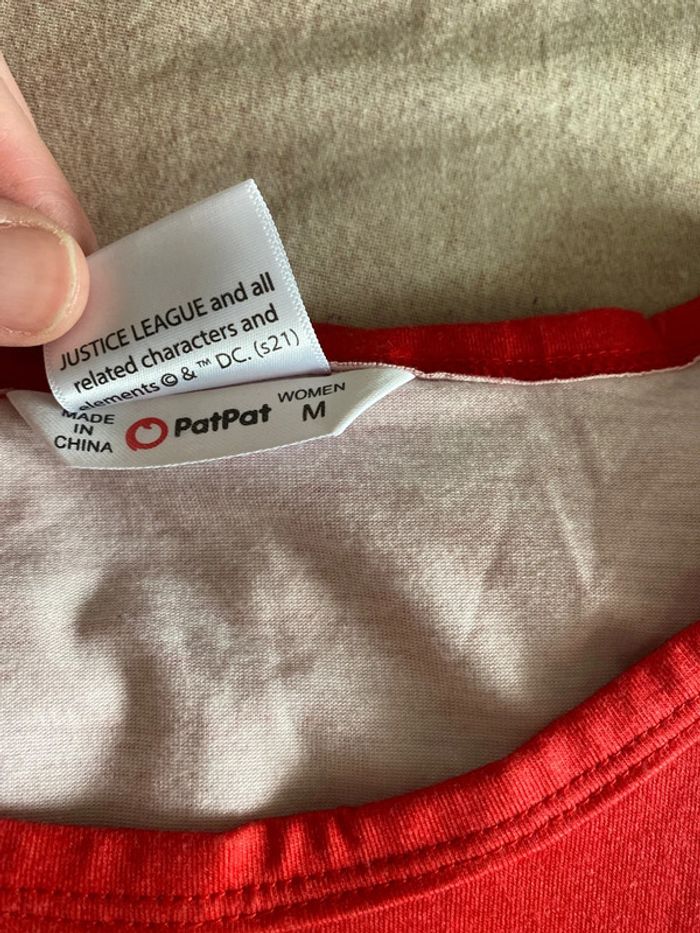 JUSTICE LEAGUE and all
related characters and
elements © & ™ DC. (s21)
MADE
IN
CHINA
PatPat
WOMEN
M